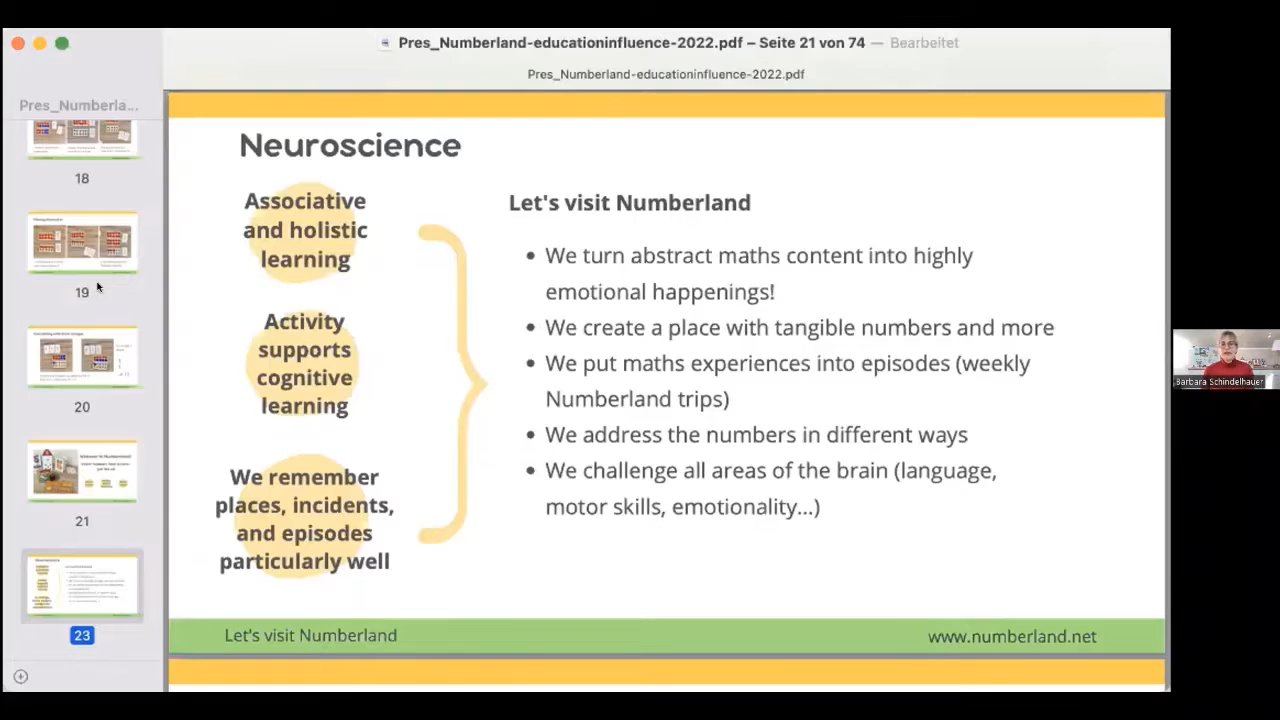 Pres_Numberland-educationinfluence-2022.pdf – Seite 21 von 74 — Bearbeitet
Pres_Numberland-educationinfluence-2022.pdf
Pres_Numberla...
18
19
20
21
23
Neuroscience
Associative
and holistic
learning
Activity
supports
cognitive
learning
We remember
places, incidents,
and episodes
particularly well
Let's visit Numberland
• We turn abstract maths content into highly
emotional happenings!
• We create a place with tangible numbers and more
• We put maths experiences into episodes (weekly
Numberland trips)
• We address the numbers in different ways
• We challenge all areas of the brain (language,
motor skills, emotionality...)
Let's visit Numberland
www.numberland.net
Barbara Schindelhauer